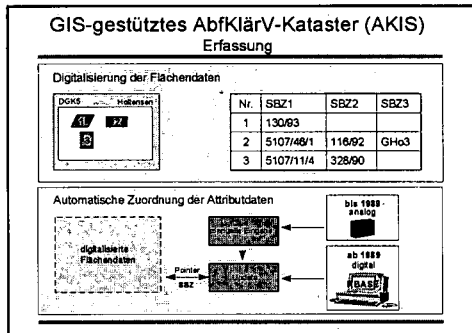 GIS-gestütztes AbfKlärV-Kataster (AKIS)
Erfassung
Digitalisierung der Flächendaten
DGK5 Holtensen
Nr. SBZ1 SBZ2 SBZ3
1 130/93
2 5107/46/1 116/92 GHo3
3 5107/11/4 328/90
Automatische Zuordnung der Attributdaten
bis 1988 -
analog
digitalisierte
Flächendaten
Pointer
SBZ
ab 1989
digital